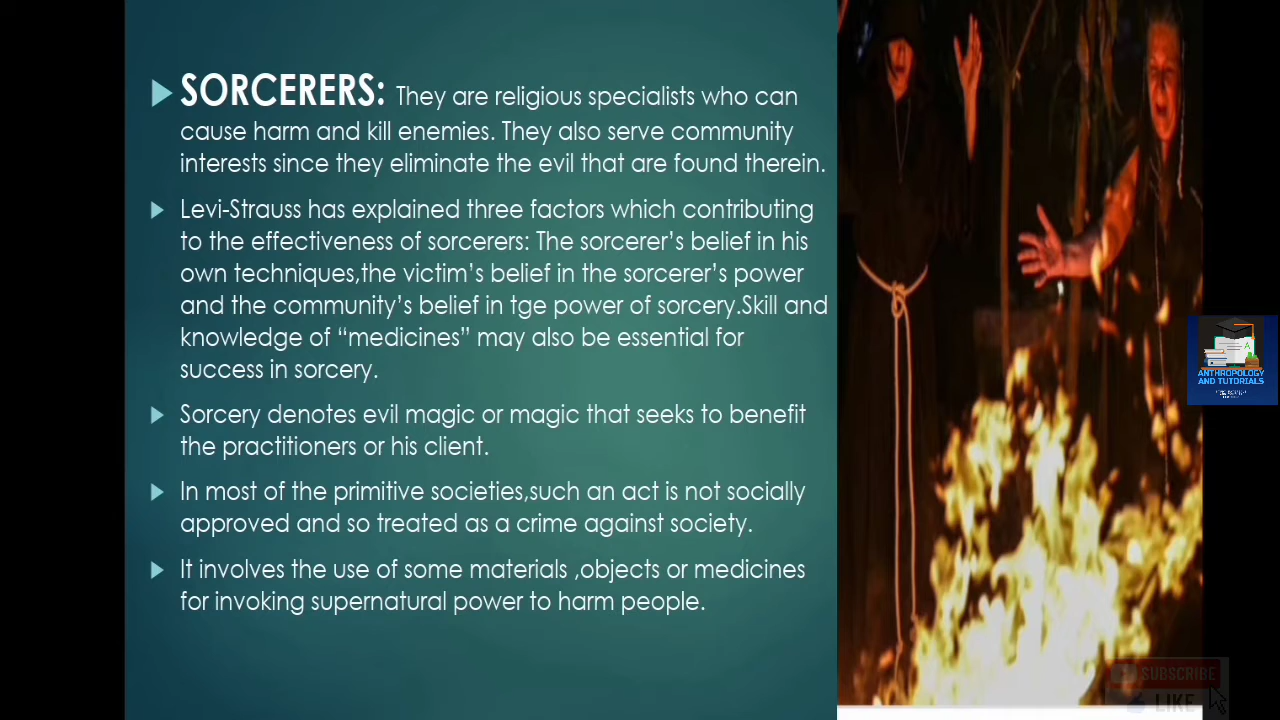 SORCERERS: They are religious specialists who can
cause harm and kill enemies. They also serve community
interests since they eliminate the evil that are found therein.
Levi-Strauss has explained three factors which contributing
to the effectiveness of sorcerers: The sorcerer's belief in his
own techniques,the victim's belief in the sorcerer's power
and the community's belief in tge power of sorcery.Skill and
knowledge of “medicines” may also be essential for
success in sorcery.
Sorcery denotes evil magic or magic that seeks to benefit
the practitioners or his client.
In most of the primitive societies,such an act is not socially
approved and so treated as a crime against society.
It involves the use of some materials ,objects or medicines
for invoking supernatural power to harm people.
ANTHROPOLOGY
AND TUTORIALS
SUBSCRIBE
LIKE